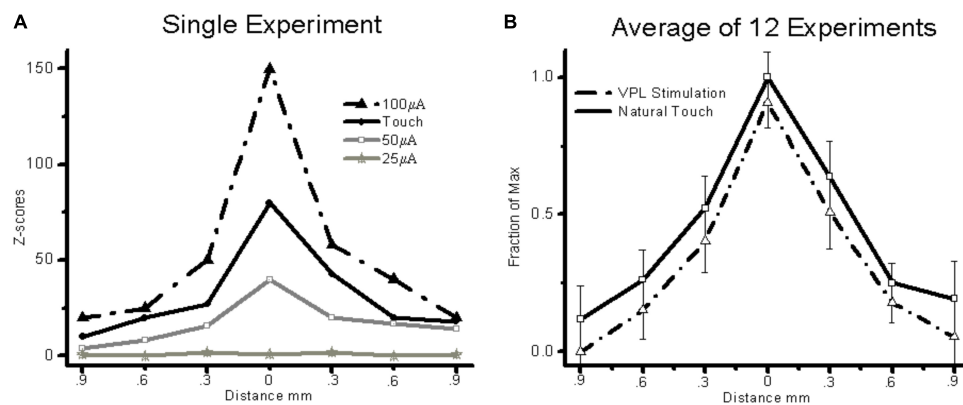 A
Single Experiment
150
100
50
0
Z-scores
100µA
Touch
50µA
25µA
.9 .6 .3 0 .3 .6 .9
Distance mm
B
Average of 12 Experiments
1.0
0.5
0.0
Fraction of Max
VPL Stimulation
Natural Touch
.9 .6 .3 0 .3 .6 .9
Distance mm